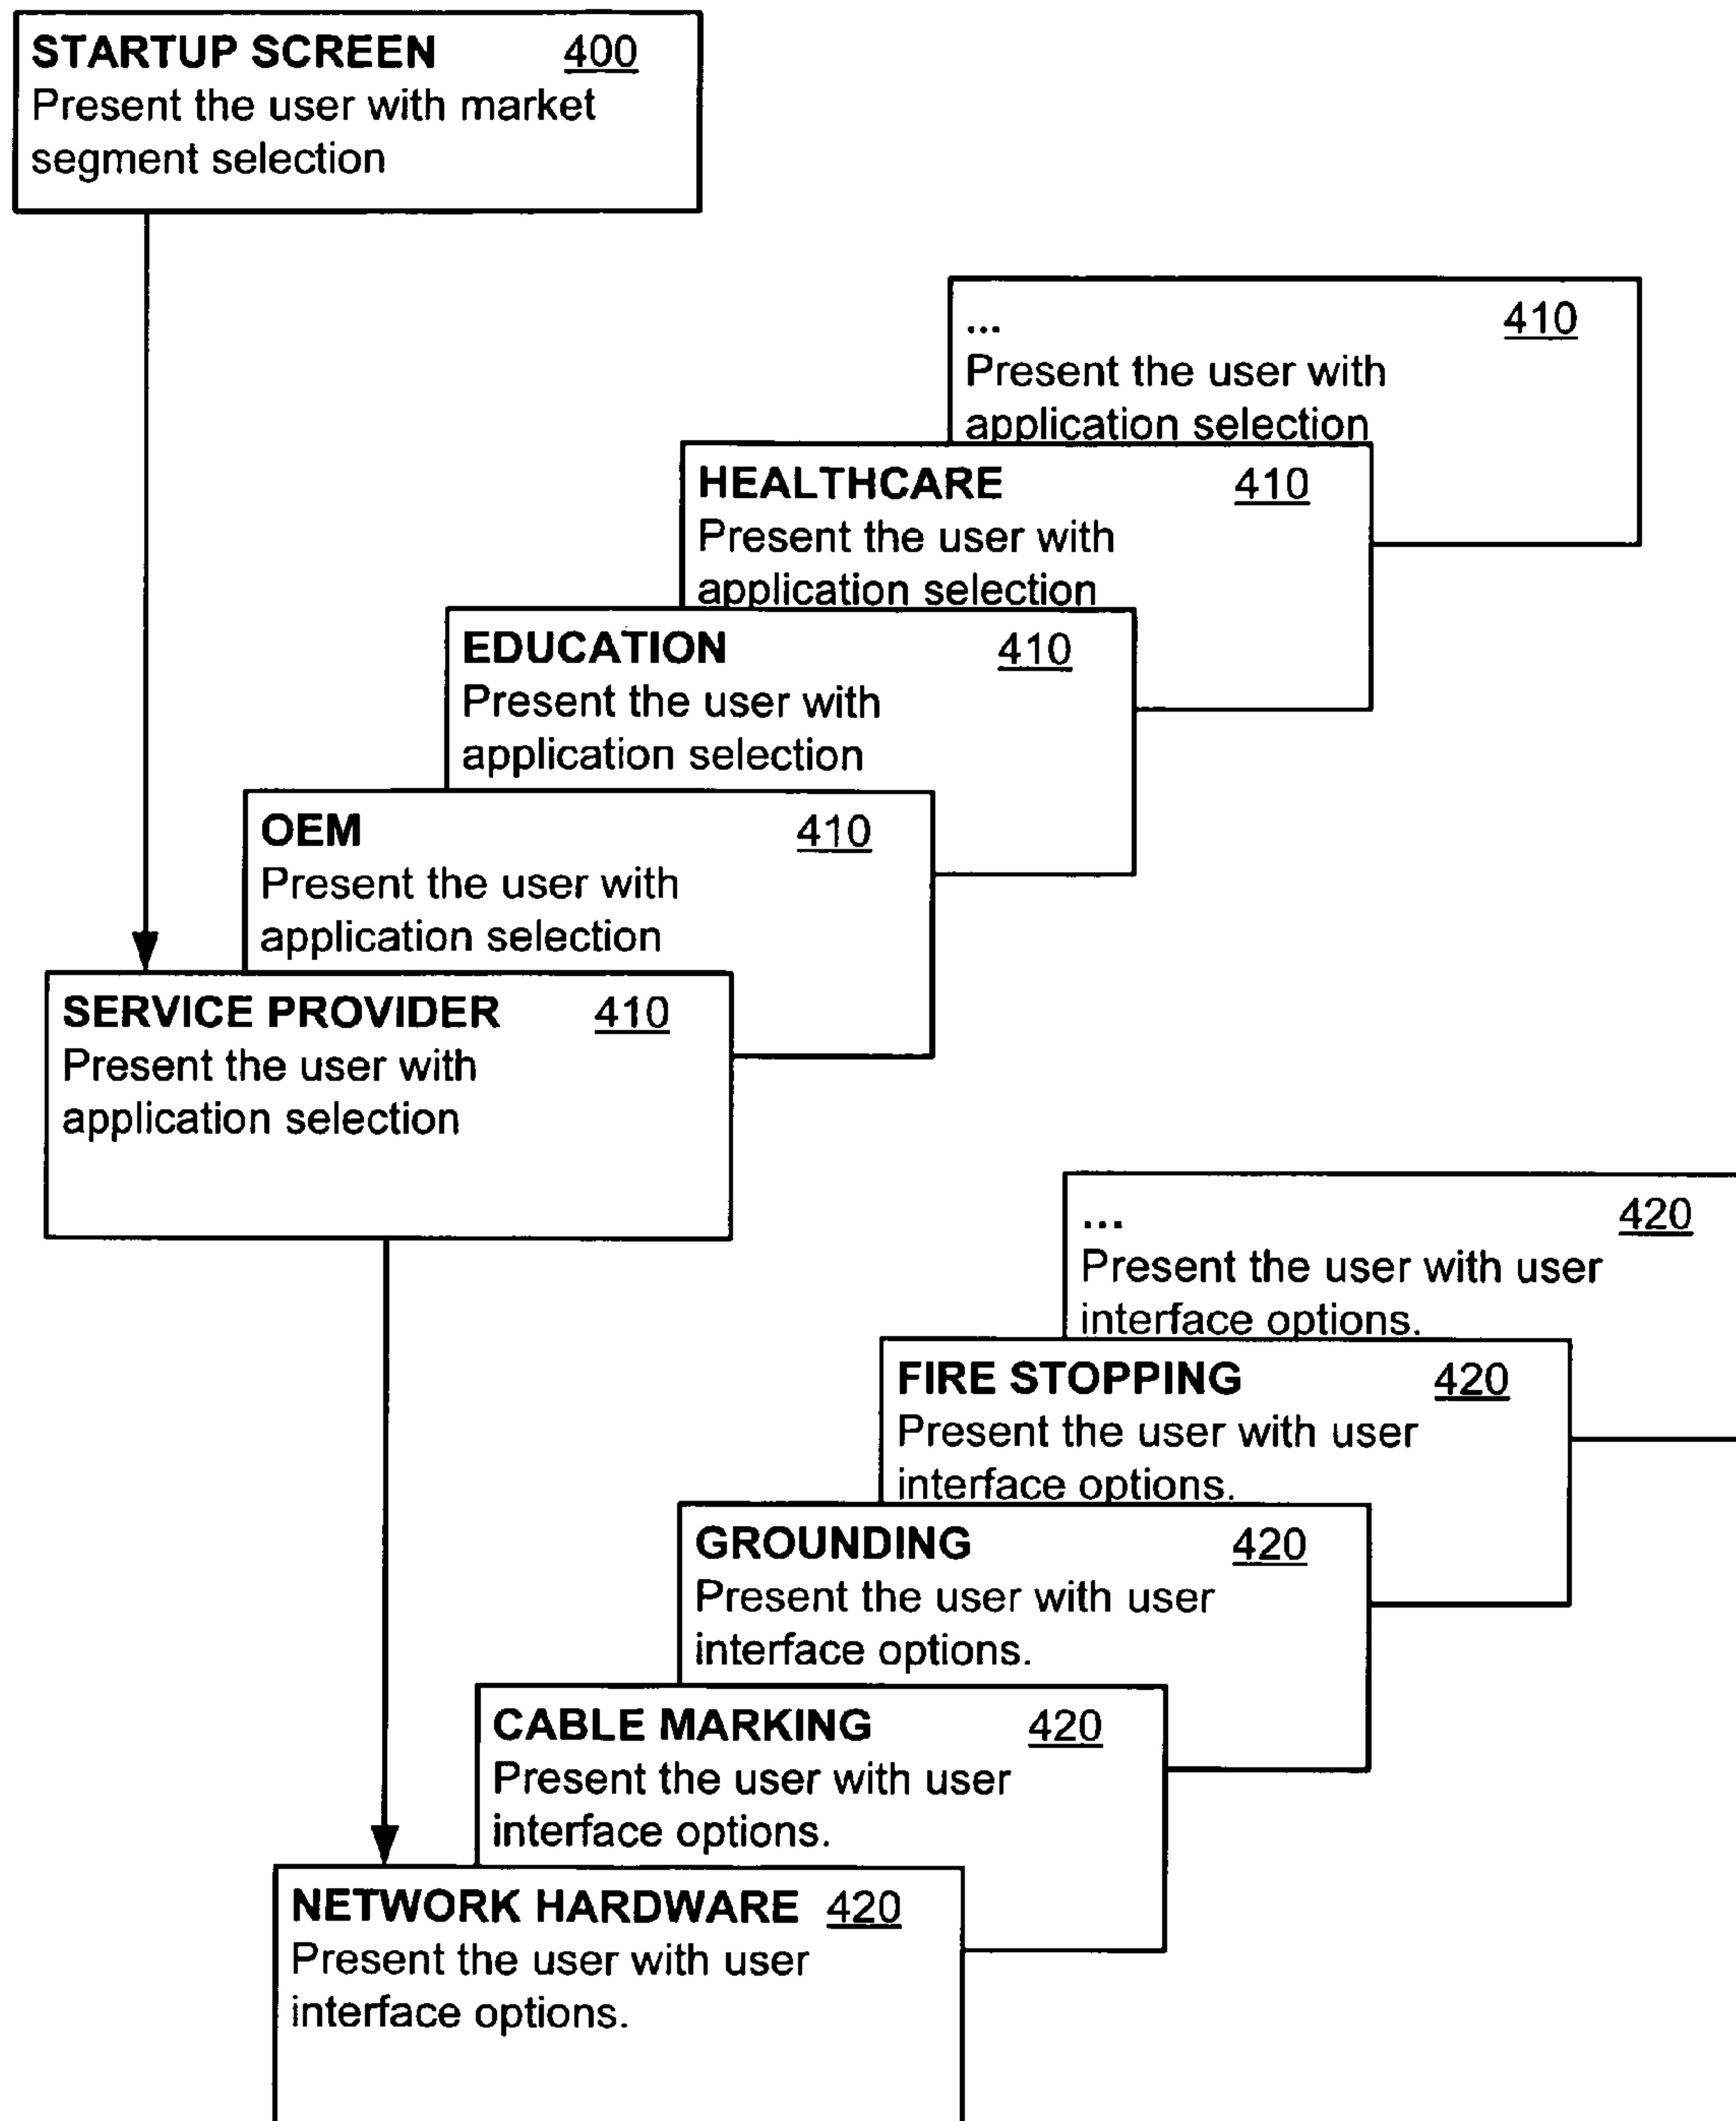 STARTUP SCREEN 400
Present the user with market
segment selection
... 410
Present the user with
application selection
HEALTHCARE 410
Present the user with
application selection
EDUCATION 410
Present the user with
application selection
OEM 410
Present the user with
application selection
SERVICE PROVIDER 410
Present the user with
application selection
... 420
Present the user with user
interface options.
FIRE STOPPING 420
Present the user with user
interface options.
GROUNDING 420
Present the user with user
interface options.
CABLE MARKING 420
Present the user with user
interface options.
NETWORK HARDWARE 420
Present the user with user
interface options.